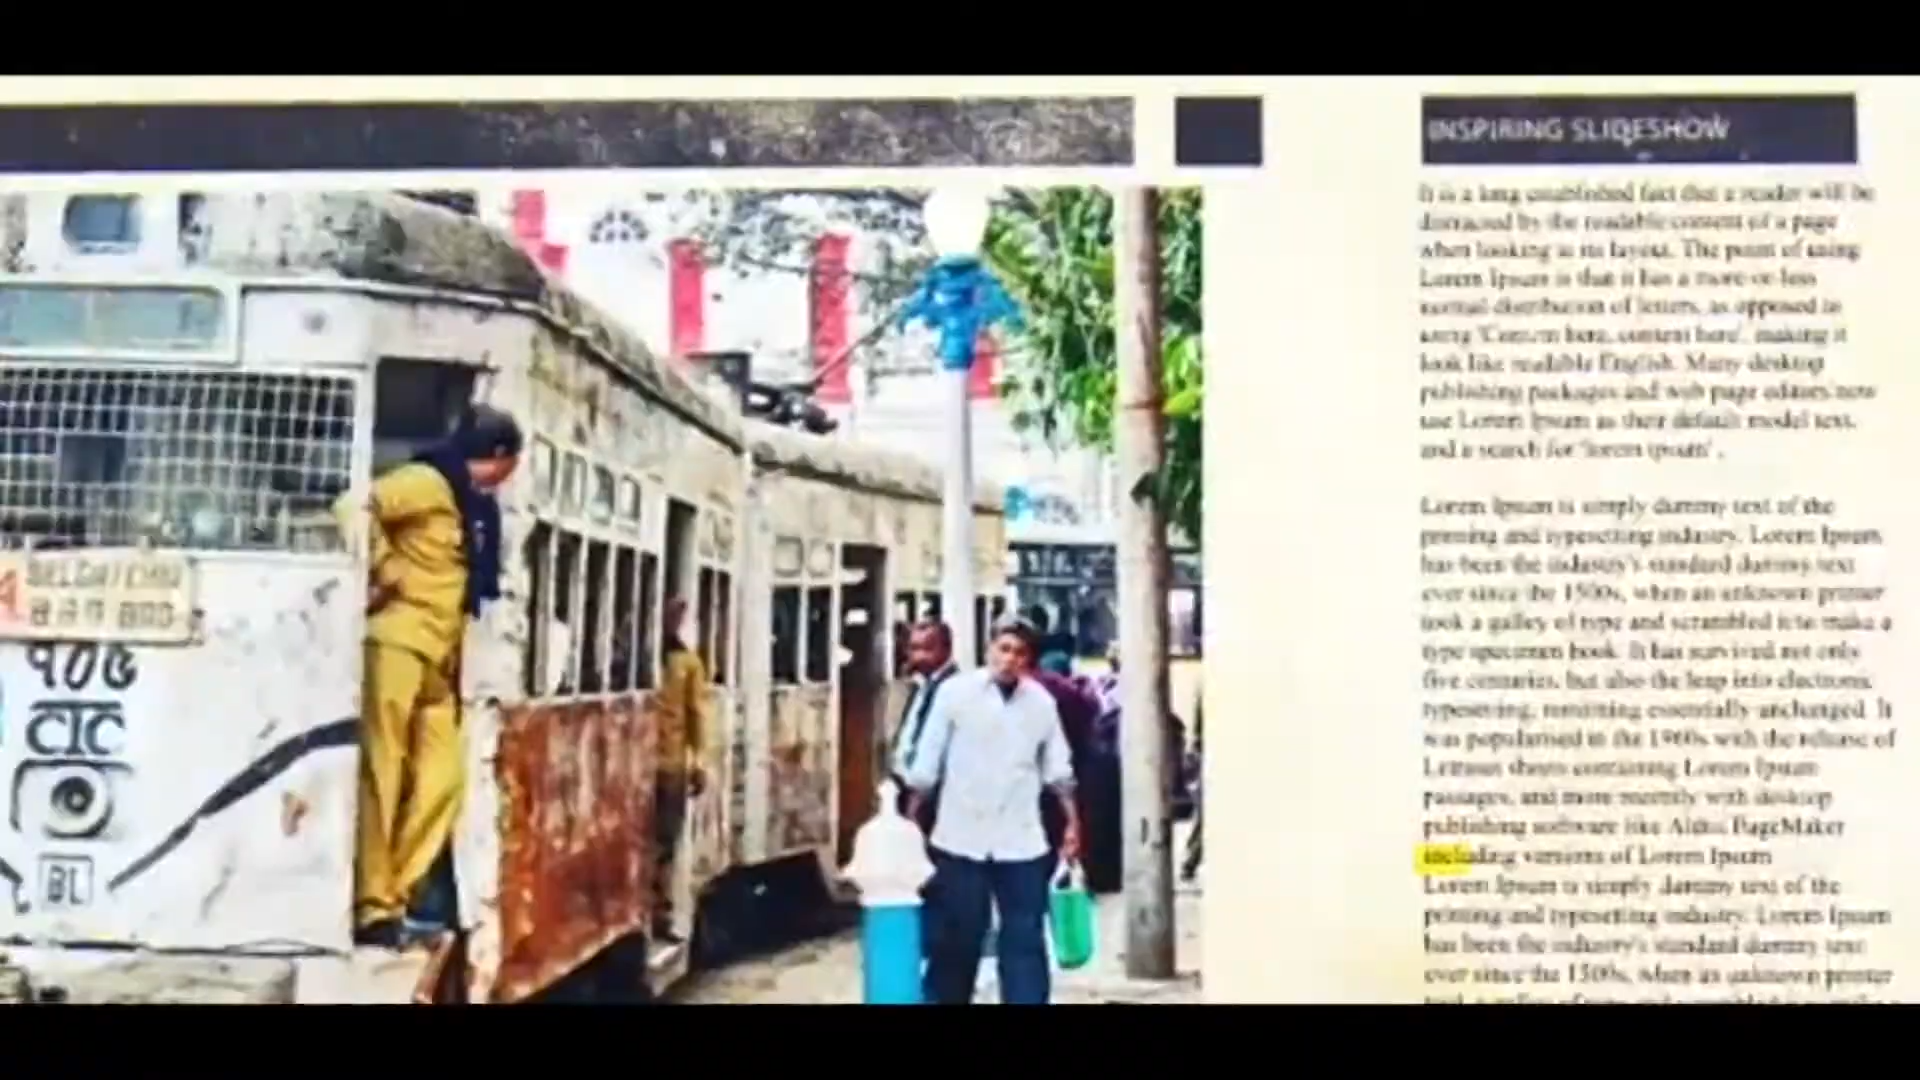 INSPIRING SLIDESHOW
It is a long established fact that a reader will be
distracted by the readable content of a page
when looking at its layout. The point of using
Lorem Ipsum is that it has a more-or-less
normal distribution of letters, as opposed to
using 'Content here, content here', making it
look like readable English. Many desktop
publishing packages and web page editors now
use Lorem Ipsum as their default model text,
and a search for 'lorem ipsum'.
Lorem Ipsum is simply dummy text of the
printing and typesetting industry. Lorem Ipsum
has been the industry's standard dummy text
ever since the 1500s, when an unknown printer
took a galley of type and scrambled it to make a
type specimen book. It has survived not only
five centuries, but also the leap into electronic
typesetting, remaining essentially unchanged. It
was popularised in the 1960s with the release of
Letraset sheets containing Lorem Ipsum
passages, and more recently with desktop
publishing software like Aldus PageMaker
including versions of Lorem Ipsum
Lorem Ipsum is simply dummy text of the
printing and typesetting industry. Lorem Ipsum
has been the industry's standard dummy text
ever since the 1500s, when an unknown printer
৭০৬
CTC
BL